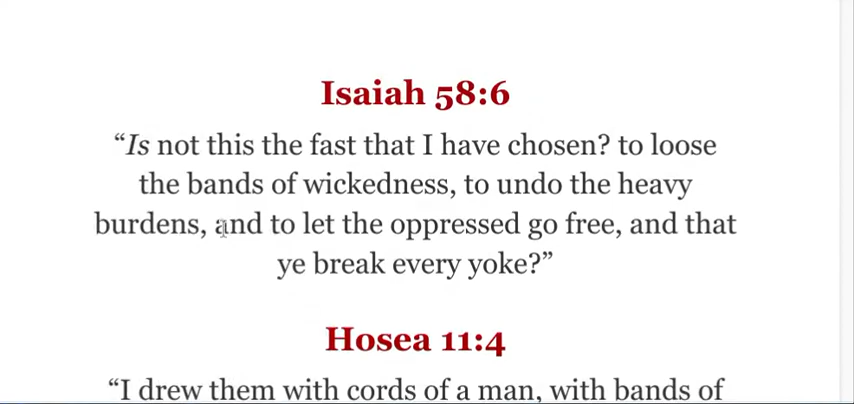 Isaiah 58:6
“Is not this the fast that I have chosen? to loose
the bands of wickedness, to undo the heavy
burdens, and to let the oppressed go free, and that
ye break every yoke?”
Hosea 11:4
“I drew them with cords of a man, with bands of